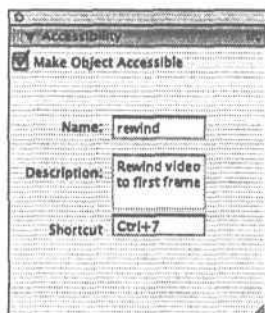 Accessibility
Make Object Accessible
Name: rewind
Description: Rewind video
to first frame
Shortcut Ctrl+7